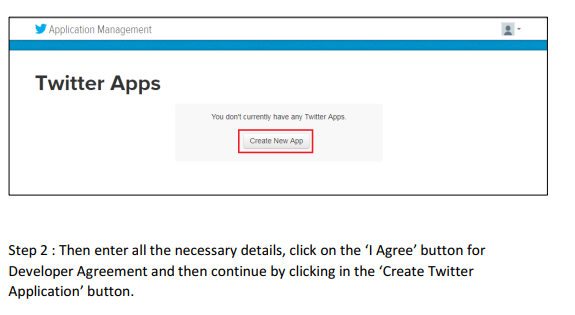 Application Management
Twitter Apps
You don't currently have any Twitter Apps.
Create New App
Step 2 : Then enter all the necessary details, click on the ‘I Agree’ button for
Developer Agreement and then continue by clicking in the ‘Create Twitter
Application’ button.